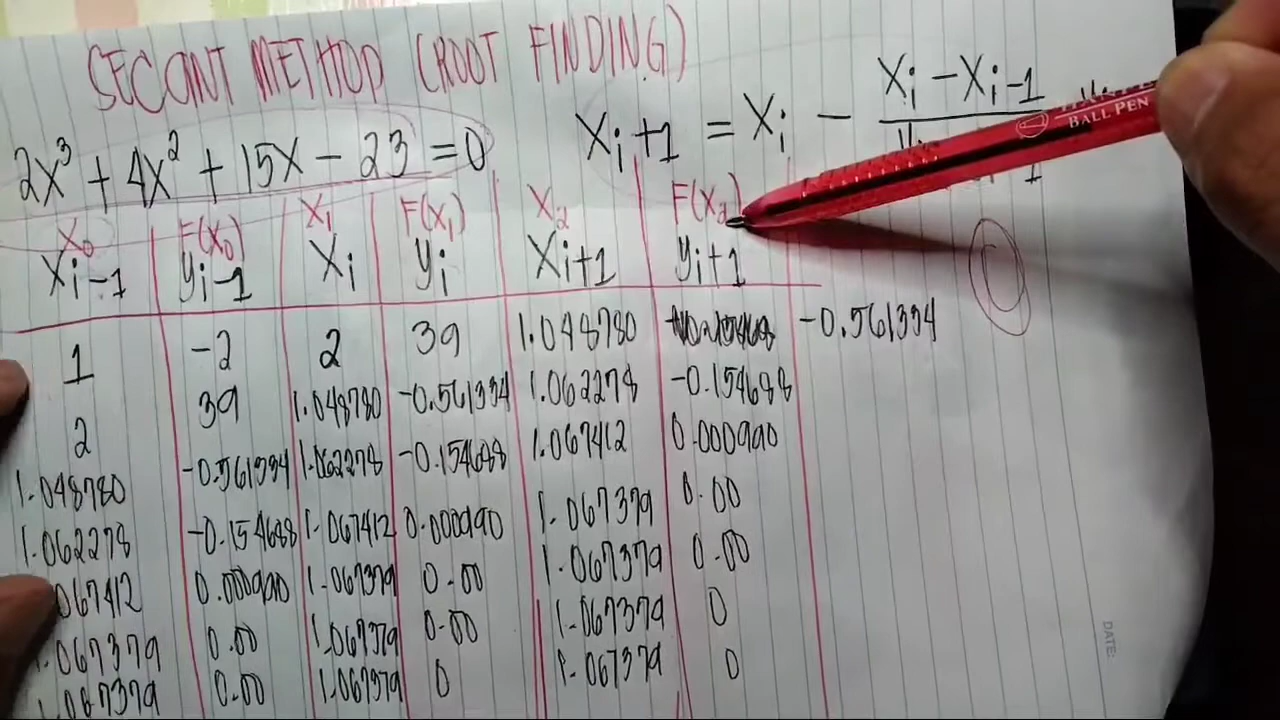 SECANT METHOD (ROOT FINDING)
2x³ + 4x² + 15x - 23 = 0
Xi+1 = Xi - Xi - Xi-1
BALL PEN
X0 F(X0) X1 F(X1) X2 F(X2)
Xi-1 yi-1 Xi yi Xi+1 yi+1
1 -2 2 39 1.048780 -0.561334
2 39 1.048780 -0.561334 1.062278 -0.154688
1.048780 -0.561334 1.062278 -0.154688 1.067412 0.000990
1.062278 -0.154688 1.067412 0.000990 1.067379 0.00
067412 0.000990 1.067379 0.00 1.067379 0.00
1.067379 0.00 1.067379 0.00 1.067379 0
1.067379 0.00 1.067379 0 1.067379 0
DATE: